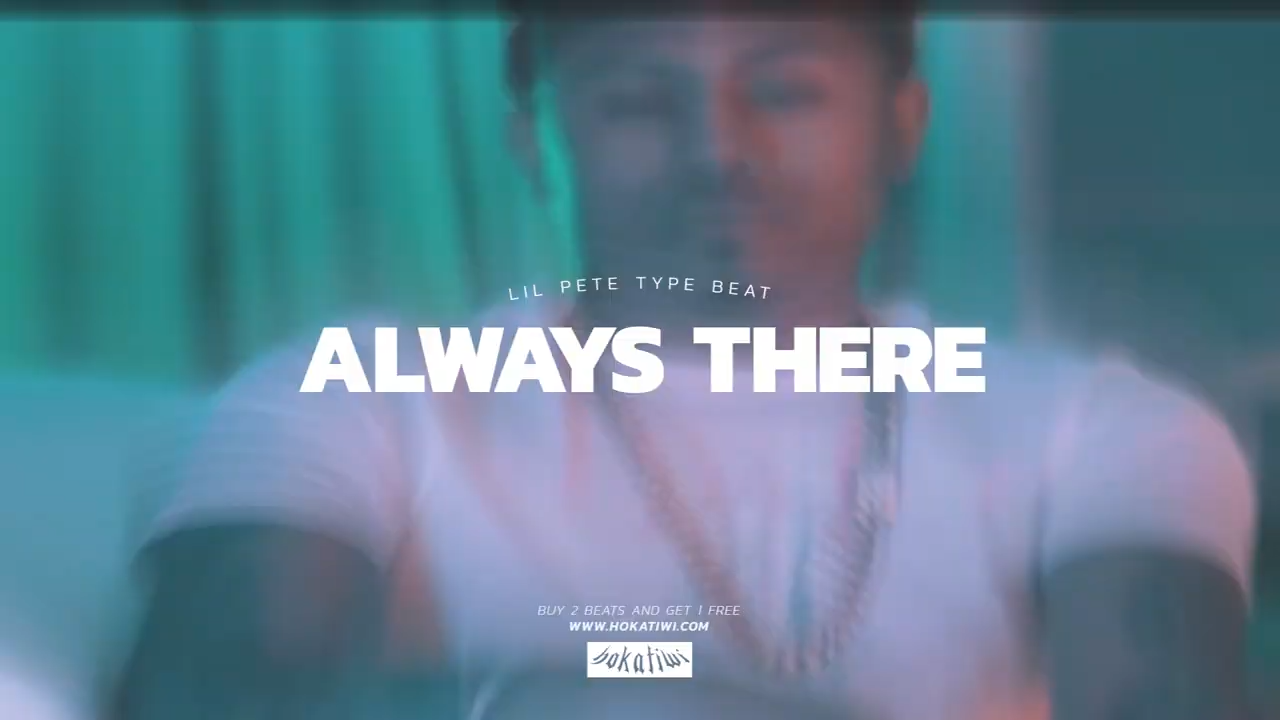 LIL PETE TYPE BEAT
ALWAYS THERE
BUY 2 BEATS AND GET 1 FREE
WWW.HOKATIWI.COM
hokatiwi